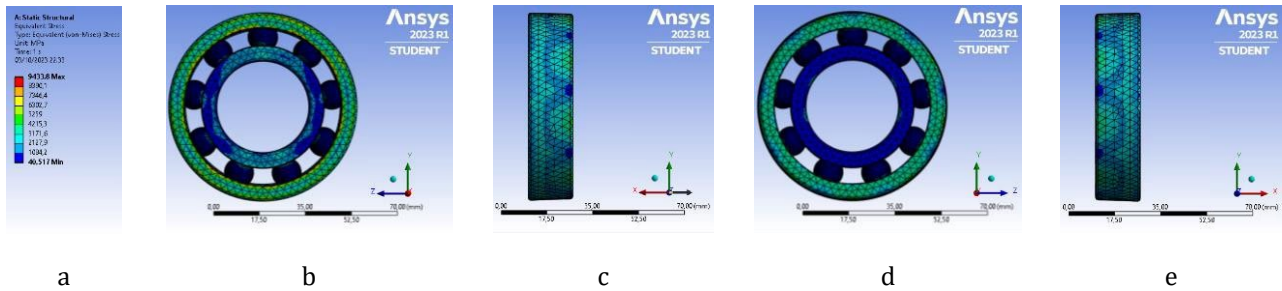 A: Static Structural
Equivalent Stress
Type: Equivalent (von-Mises) Stress
Unit: MPa
Time: 1 s
9433,8 Max
8390,1
7346,4
6302,7
5259
4215,3
3171,6
2127,9
1084,2
40,517 Min
Ansys
2023 R1
STUDENT
Y
Z
0,00 35,00 70,00 (mm)
17,50 52,50
Ansys
2023 R1
STUDENT
Y
X
0,00 35,00 70,00 (mm)
17,50 52,50
Ansys
2023 R1
STUDENT
Y
Z
0,00 35,00 70,00 (mm)
17,50 52,50
Ansys
2023 R1
STUDENT
Y
X
0,00 35,00 70,00 (mm)
17,50 52,50
a b c d e